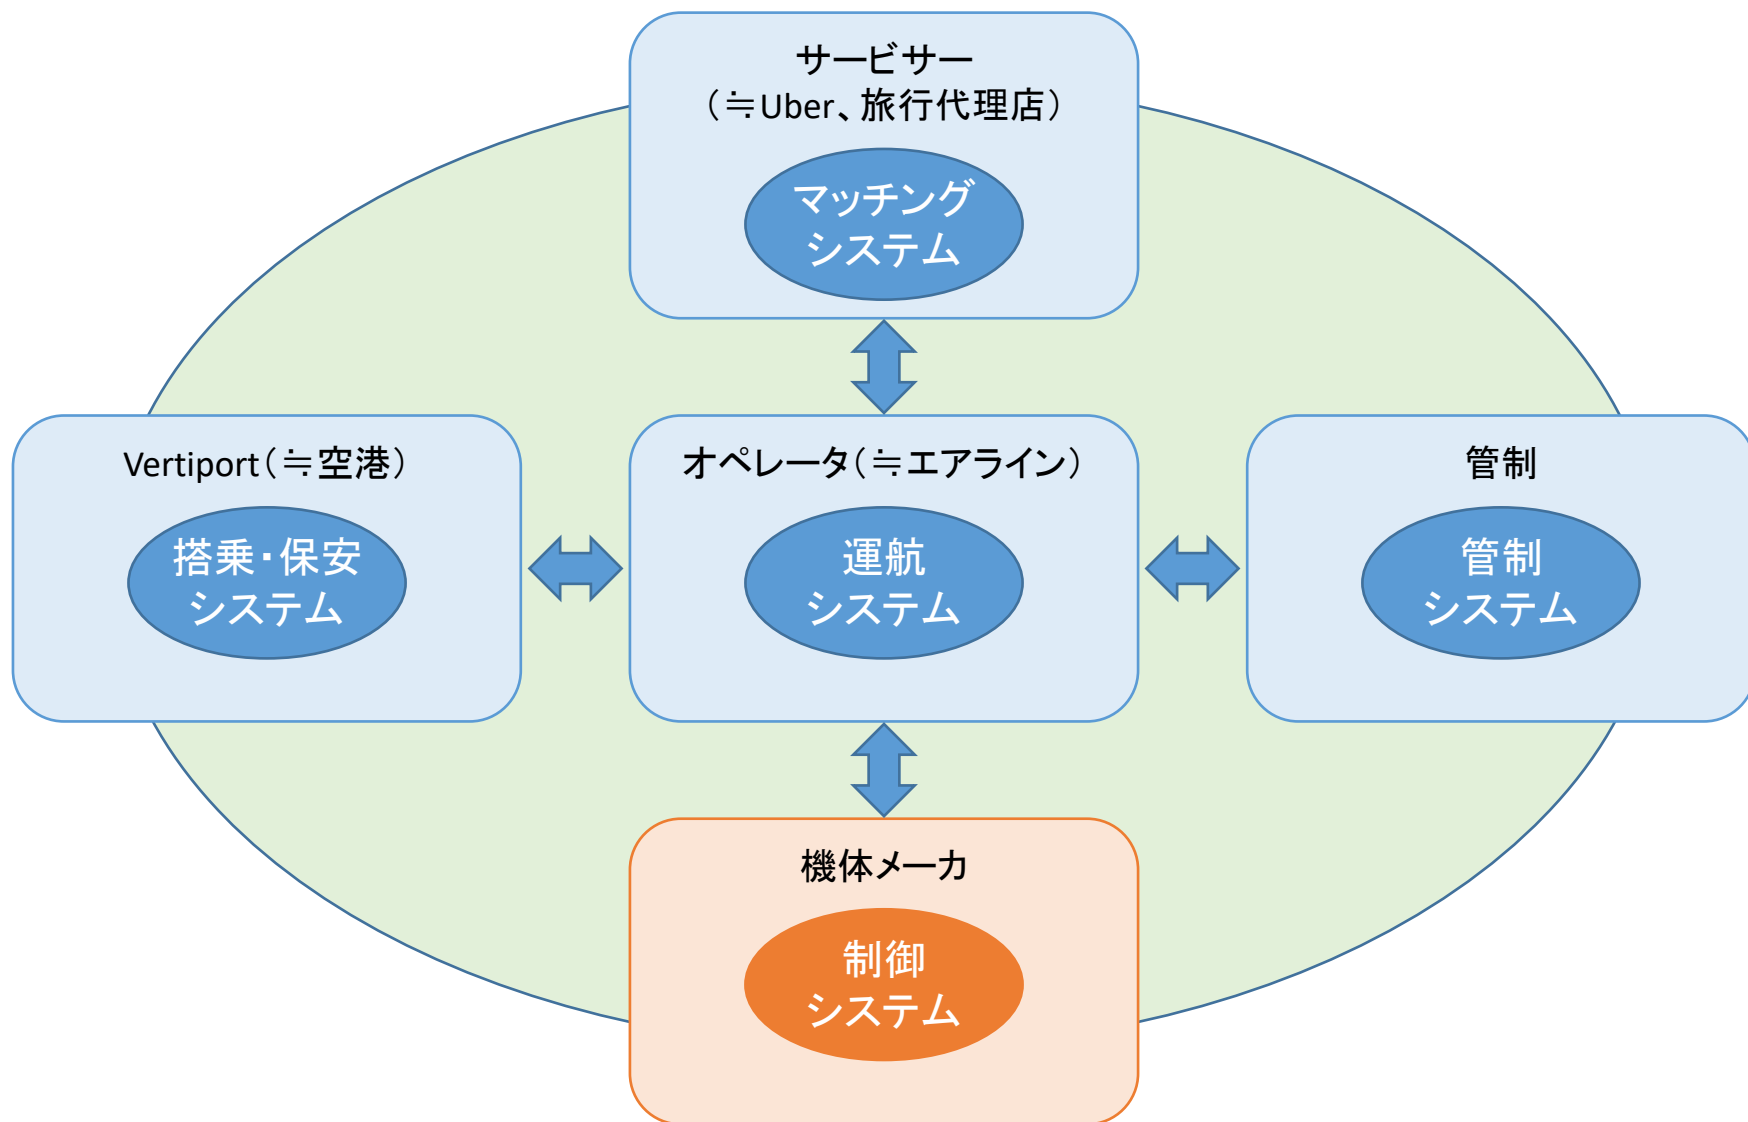 サービサー
（≒Uber、旅行代理店）
マッチング
システム
Vertiport（≒空港）
搭乗・保安
システム
オペレータ（≒エアライン）
運航
システム
管制
管制
システム
機体メーカ
制御
システム